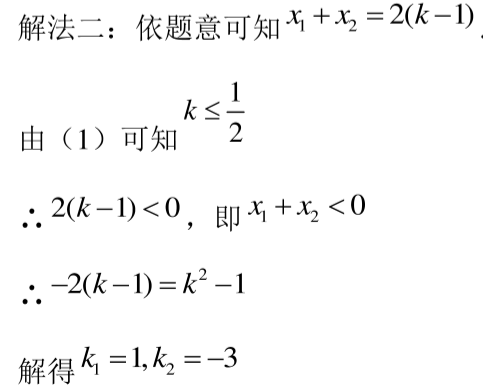 解法二：依题意可知 x₁ + x₂ = 2(k−1).
由（1）可知 k ≤ 1/2
∴ 2(k−1) < 0，即 x₁ + x₂ < 0
∴ −2(k−1) = k² −1
解得 k₁ = 1, k₂ = −3